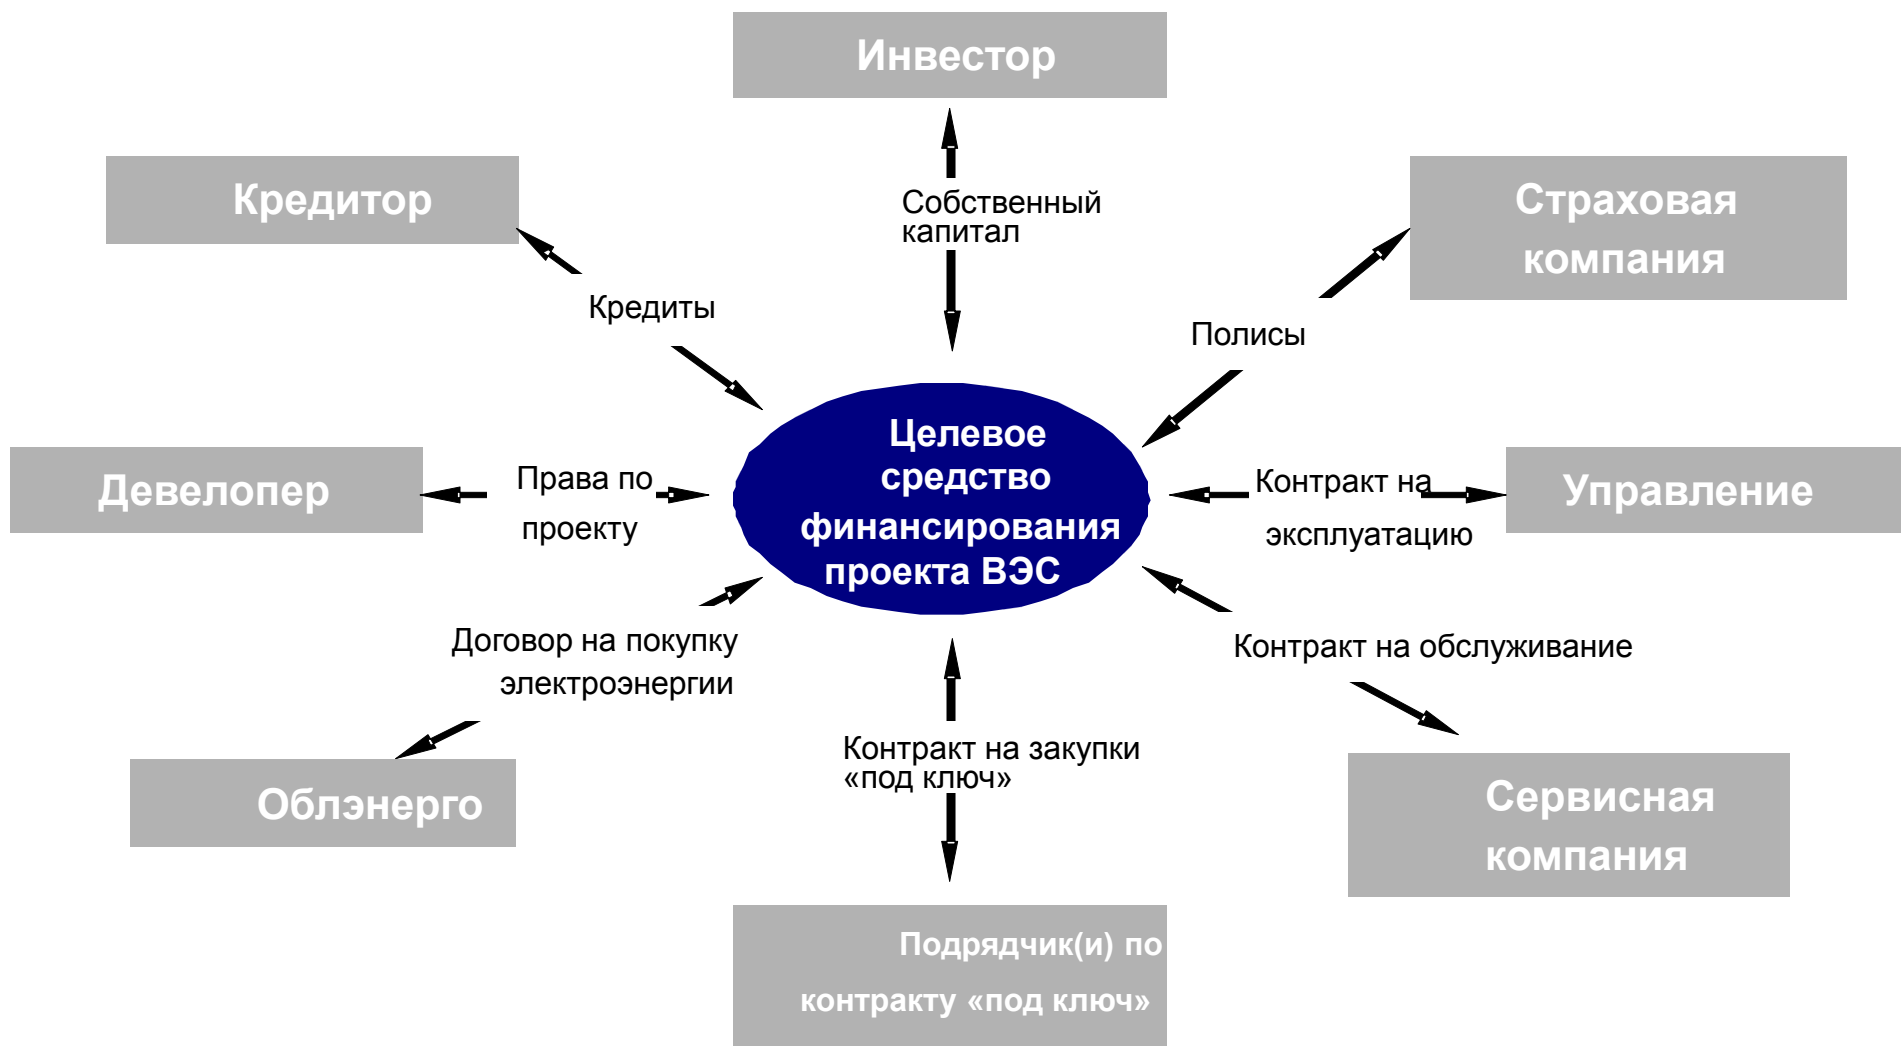 Инвестор
Кредитор
Страховая
компания
Собственный
капитал
Кредиты
Полисы
Целевое
средство
финансирования
проекта ВЭС
Девелопер
Права по
проекту
Контракт на
эксплуатацию
Управление
Договор на покупку
электроэнергии
Контракт на обслуживание
Облэнерго
Контракт на закупки
«под ключ»
Сервисная
компания
Подрядчик(и) по
контракту «под ключ»